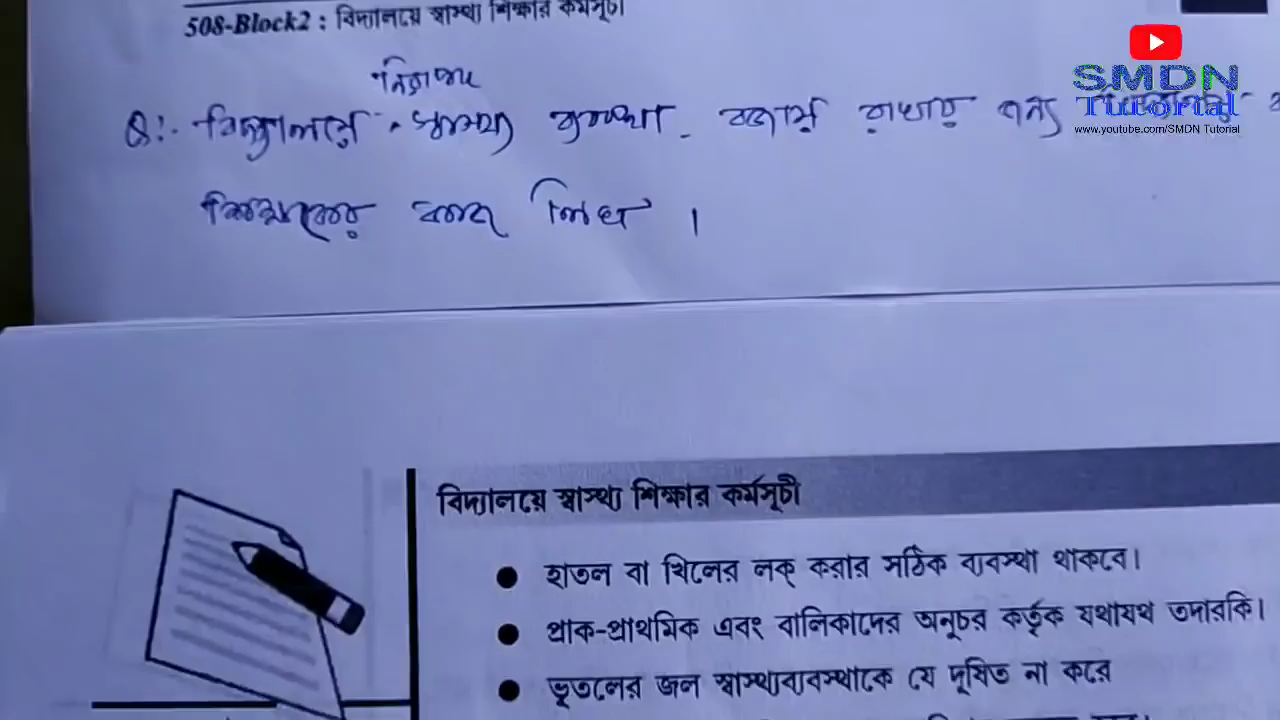 508-Block2 : বিদ্যালয়ে স্বাস্থ্য শিক্ষার কর্মসূচী
SMDN
Tutorial
www.youtube.com/SMDN Tutorial
নিরাপদ
Q:- বিদ্যালয়ে স্বাস্থ্য ব্যবস্থা বজায় রাখার জন্য
শিক্ষকের কাজ লিখ ।
বিদ্যালয়ে স্বাস্থ্য শিক্ষার কর্মসূচী
● হাতল বা খিলের লক্ করার সঠিক ব্যবস্থা থাকবে।
● প্রাক-প্রাথমিক এবং বালিকাদের অনুচর কর্তৃক যথাযথ তদারকি।
● ভূতলের জল স্বাস্থ্যব্যবস্থাকে যে দূষিত না করে